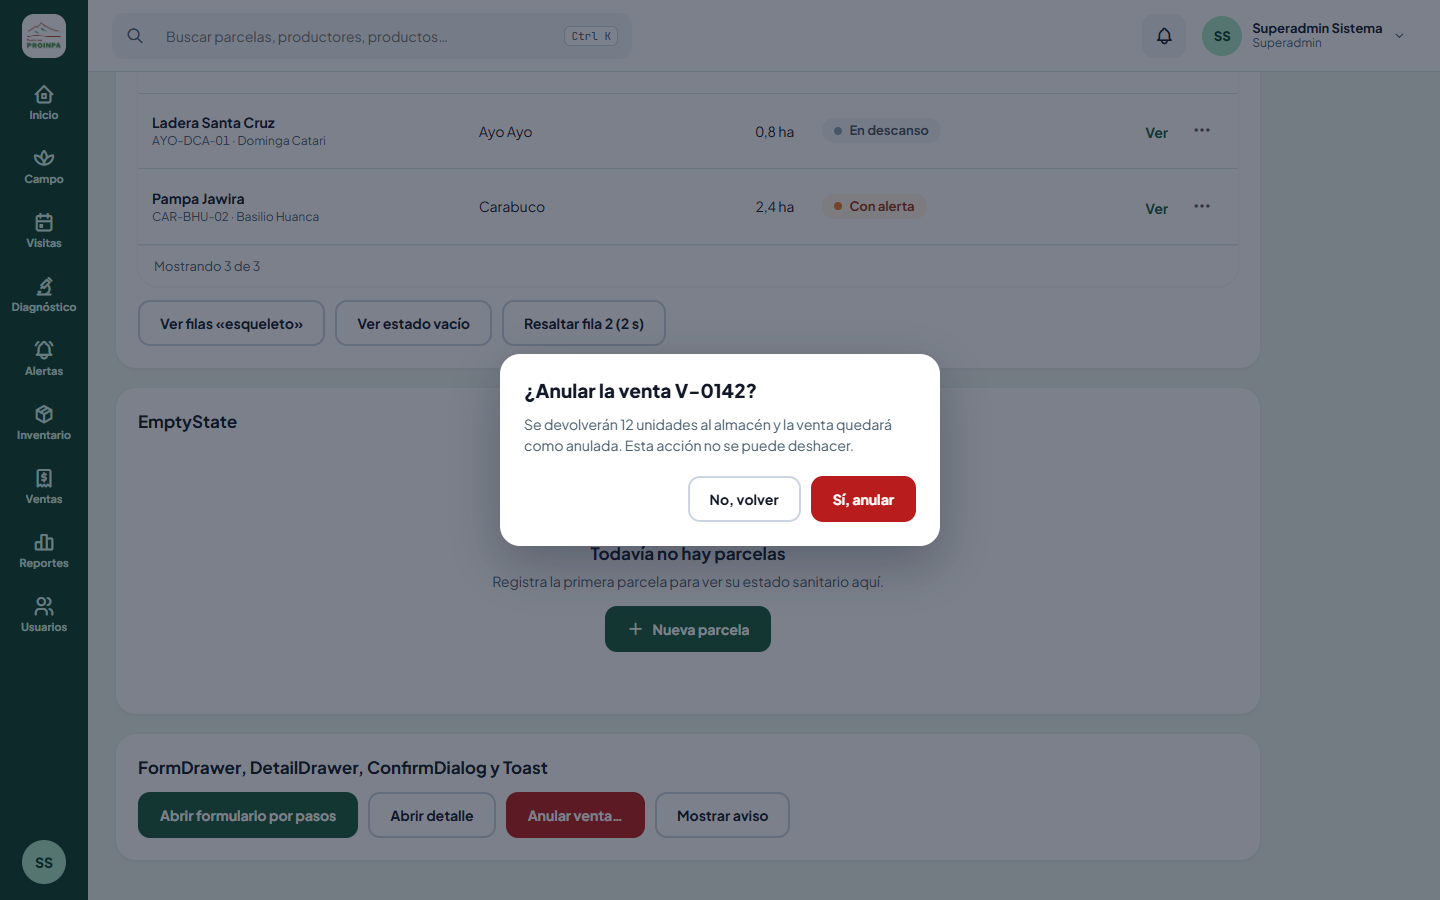 PROINPA
Buscar parcelas, productores, productos…
Ctrl K
SS
Superadmin Sistema
Superadmin
Inicio
Campo
Visitas
Diagnóstico
Alertas
Inventario
Ventas
Reportes
Usuarios
SS
Ladera Santa Cruz
AYO-DCA-01 · Dominga Catari
Ayo Ayo
0,8 ha
En descanso
Ver
Pampa Jawira
CAR-BHU-02 · Basilio Huanca
Carabuco
2,4 ha
Con alerta
Ver
Mostrando 3 de 3
Ver filas «esqueleto»
Ver estado vacío
Resaltar fila 2 (2 s)
¿Anular la venta V-0142?
Se devolverán 12 unidades al almacén y la venta quedará
como anulada. Esta acción no se puede deshacer.
No, volver
Sí, anular
EmptyState
Todavía no hay parcelas
Registra la primera parcela para ver su estado sanitario aquí.
Nueva parcela
FormDrawer, DetailDrawer, ConfirmDialog y Toast
Abrir formulario por pasos
Abrir detalle
Anular venta…
Mostrar aviso